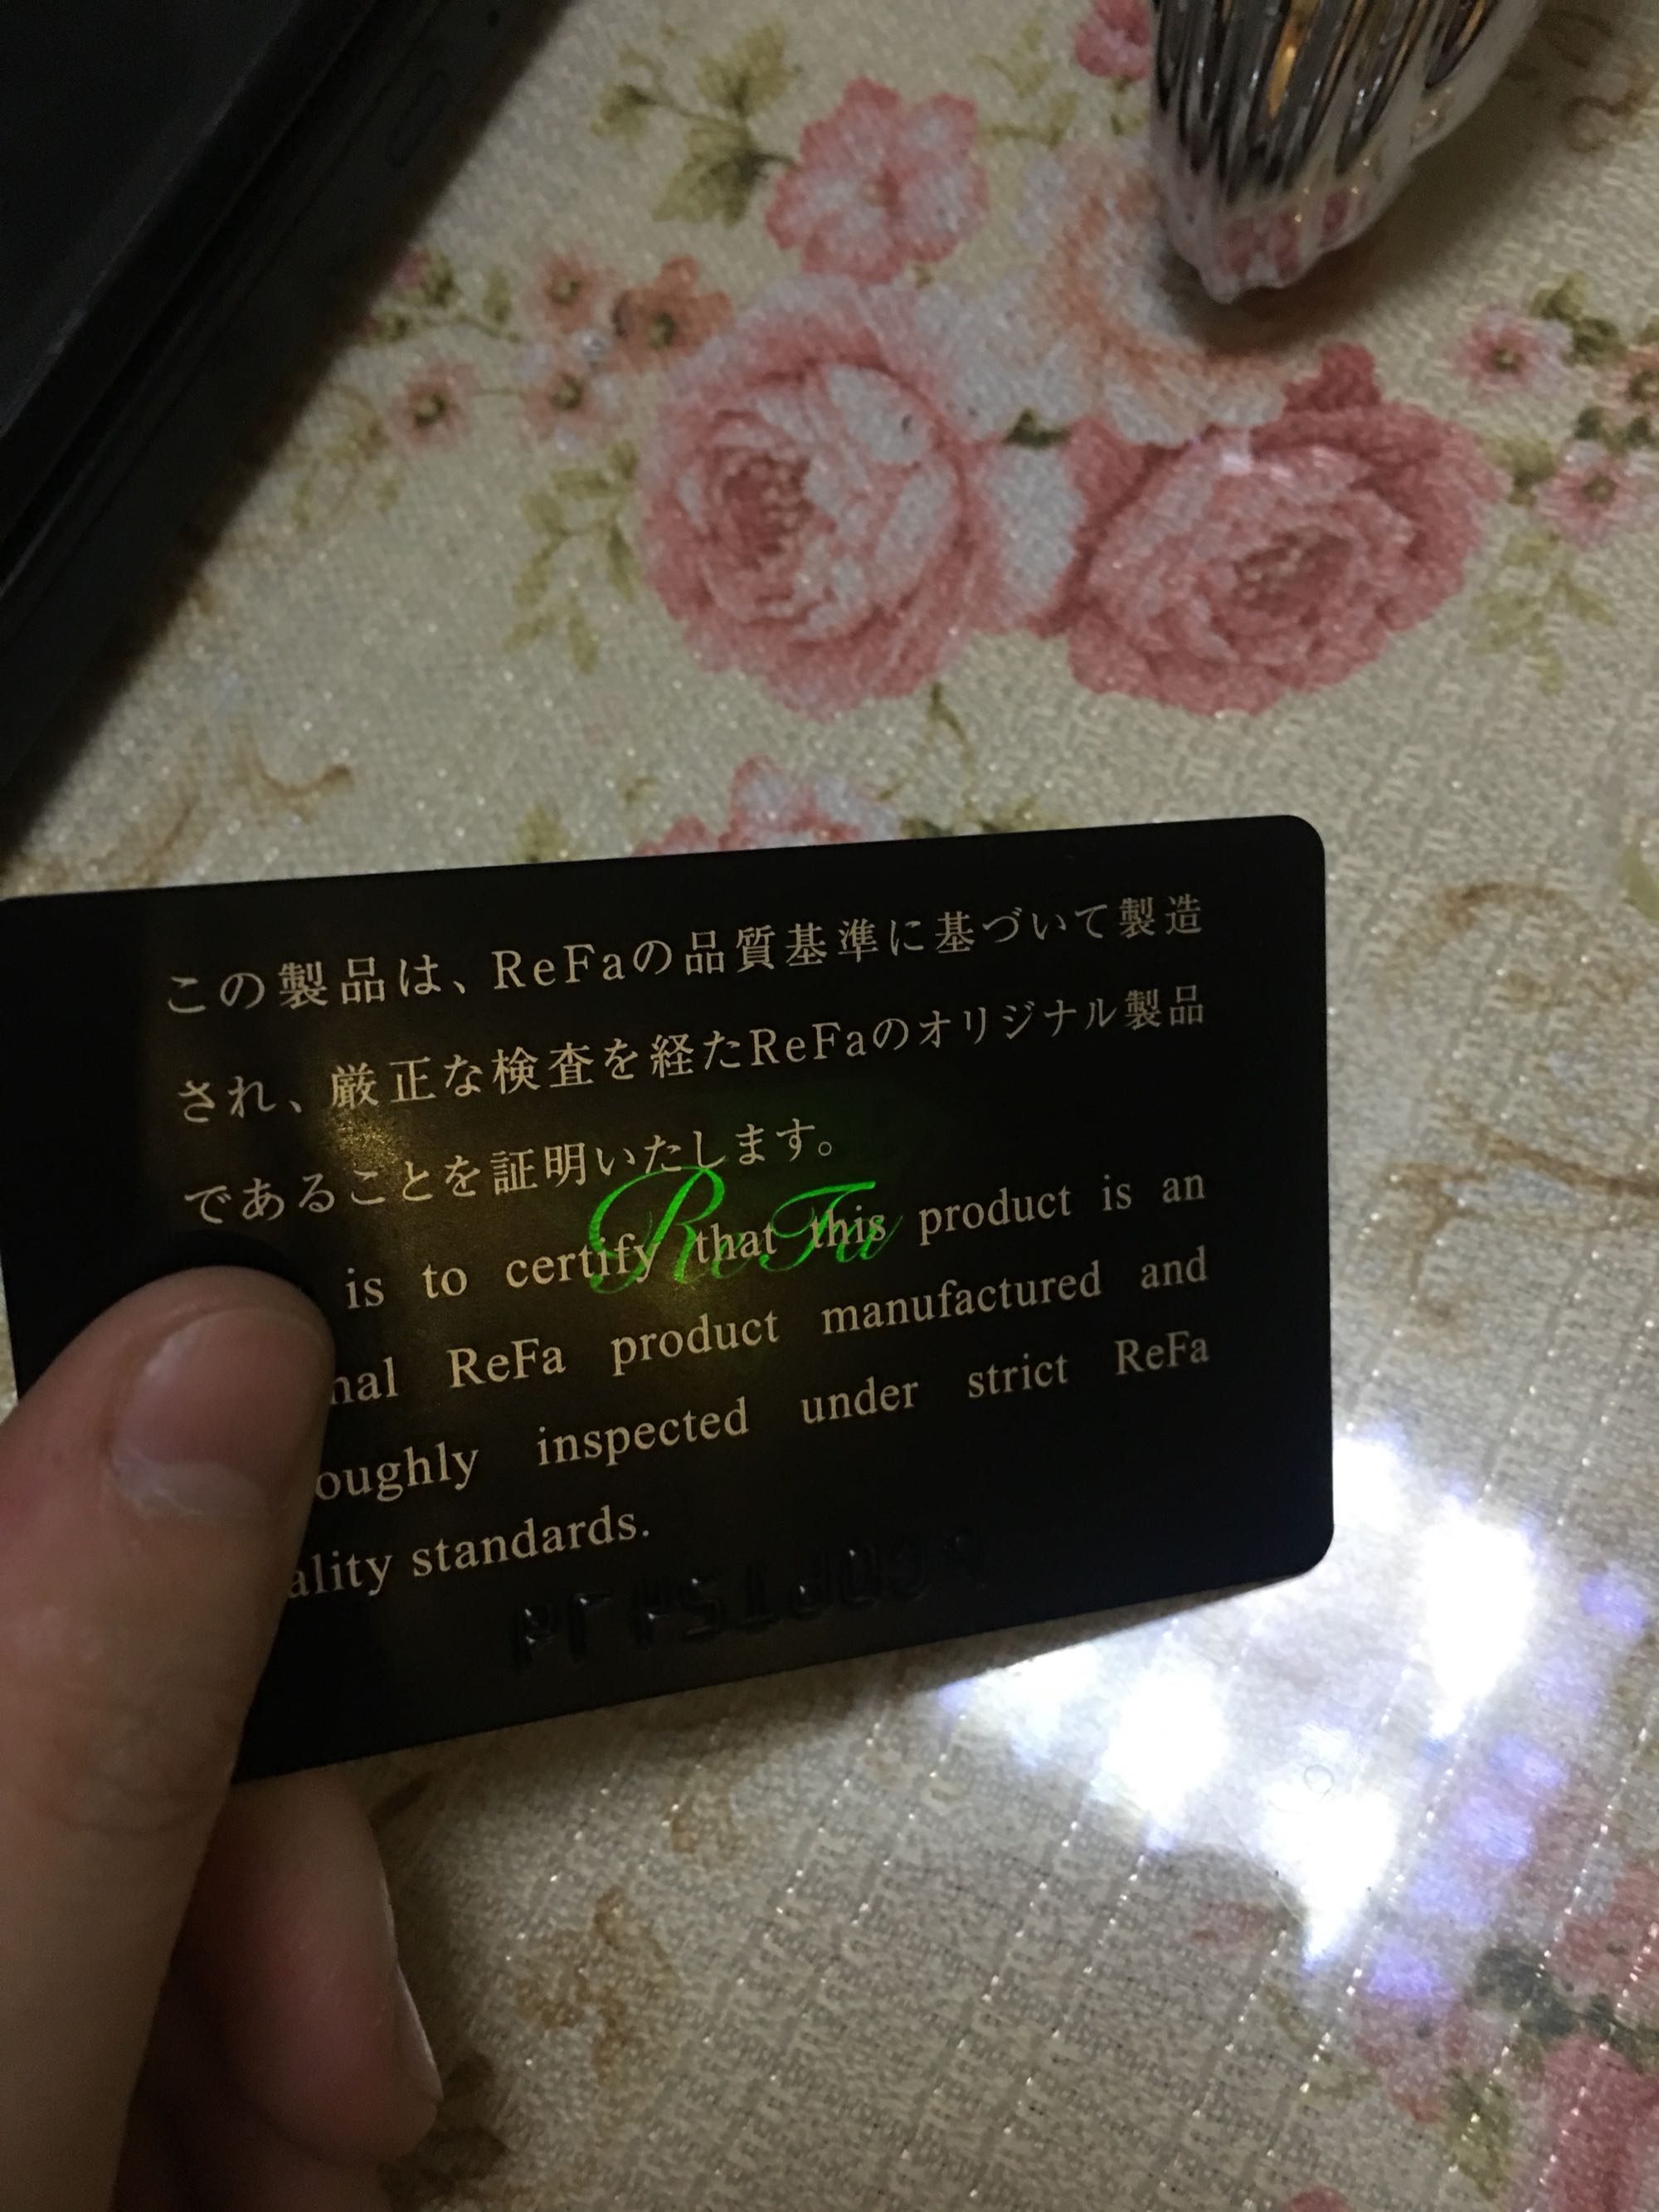 この製品は、ReFaの品質基準に基づいて製造
され、厳正な検査を経たReFaのオリジナル製品
であることを証明いたします。
ReFa
is to certify that this product is an
nal ReFa product manufactured and
oughly inspected under strict ReFa
ality standards.